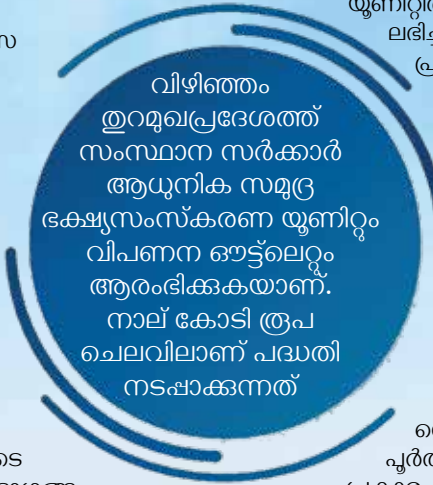 വിഴിഞ്ഞം
തുറമുഖപ്രദേശത്ത്
സംസ്ഥാന സർക്കാർ
ആധുനിക സമുദ്ര
ഭക്ഷ്യസംസ്കരണ യൂണിറ്റും
വിപണന ഔട്ട്ലെറ്റും
ആരംഭിക്കുകയാണ്.
നാല് കോടി രൂപ
ചെലവിലാണ് പദ്ധതി
നടപ്പാക്കുന്നത്